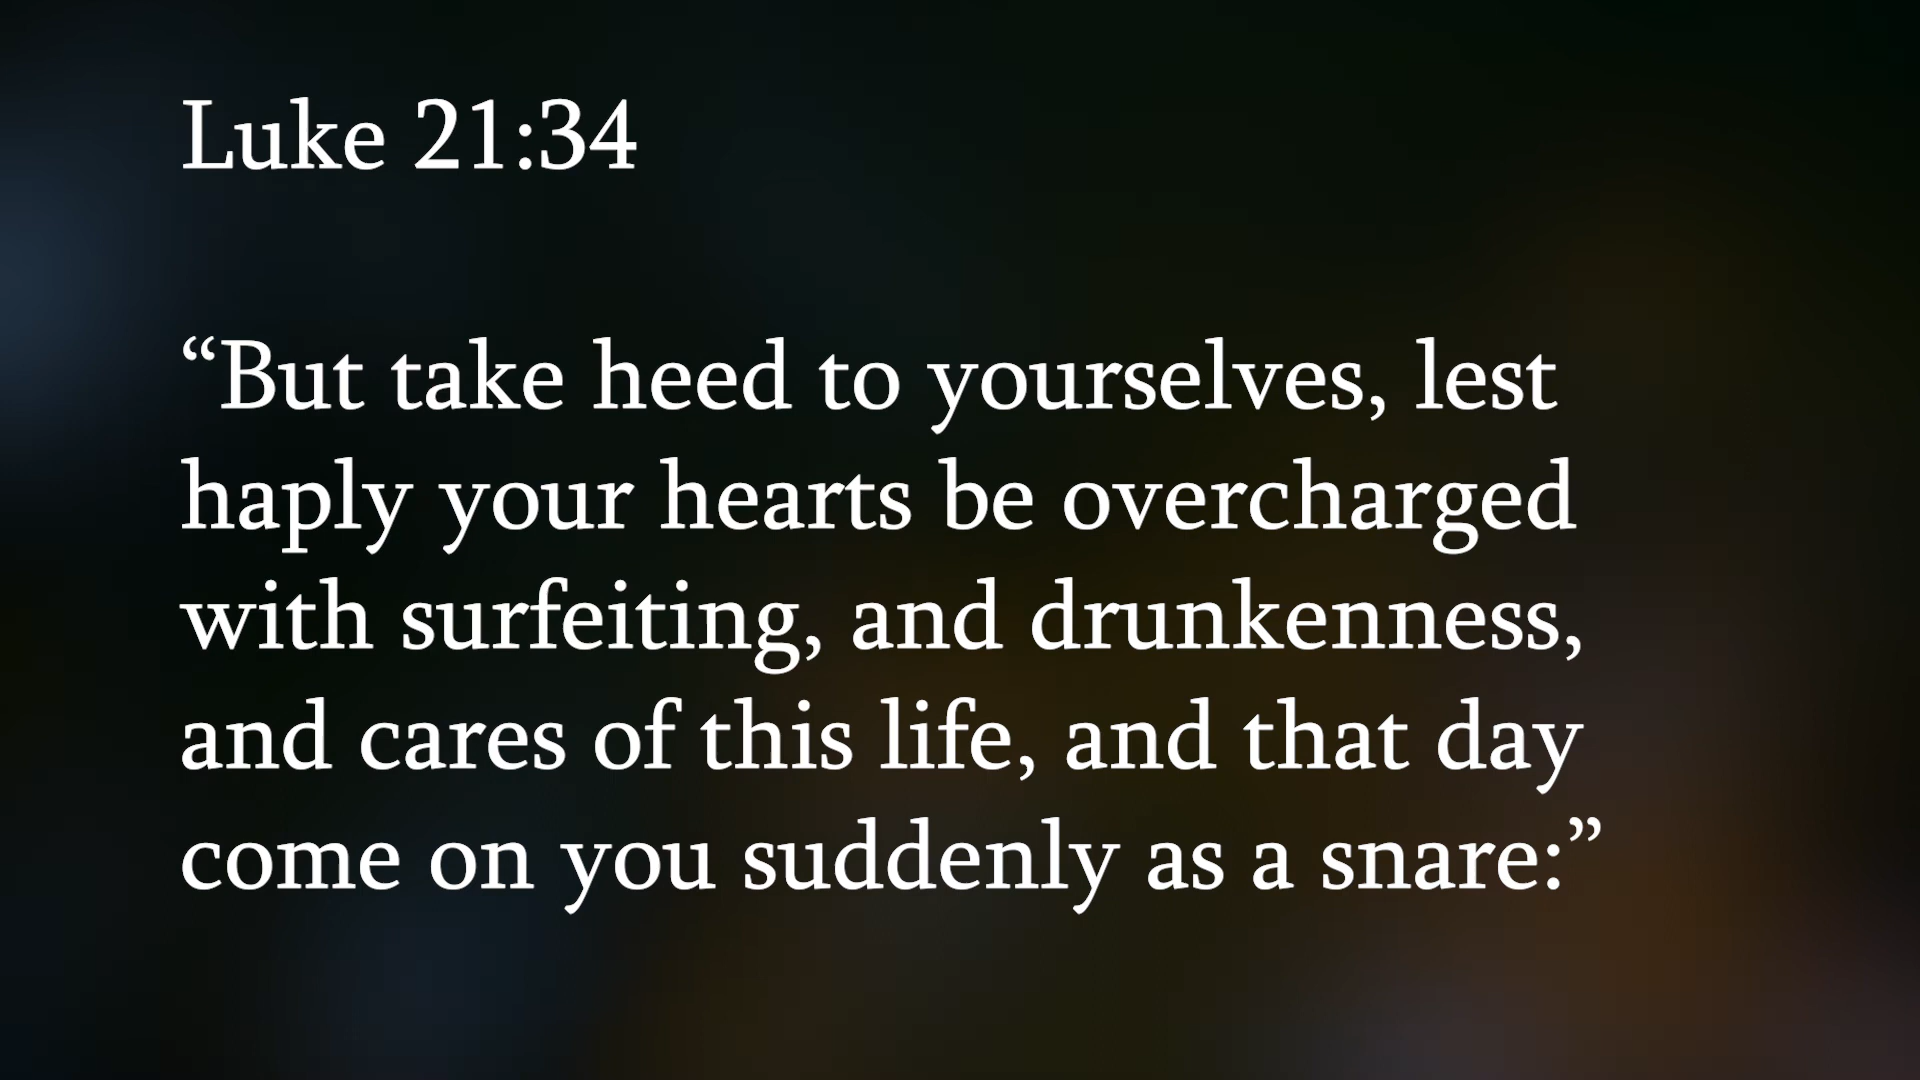 Luke 21:34
“But take heed to yourselves, lest
haply your hearts be overcharged
with surfeiting, and drunkenness,
and cares of this life, and that day
come on you suddenly as a snare:”